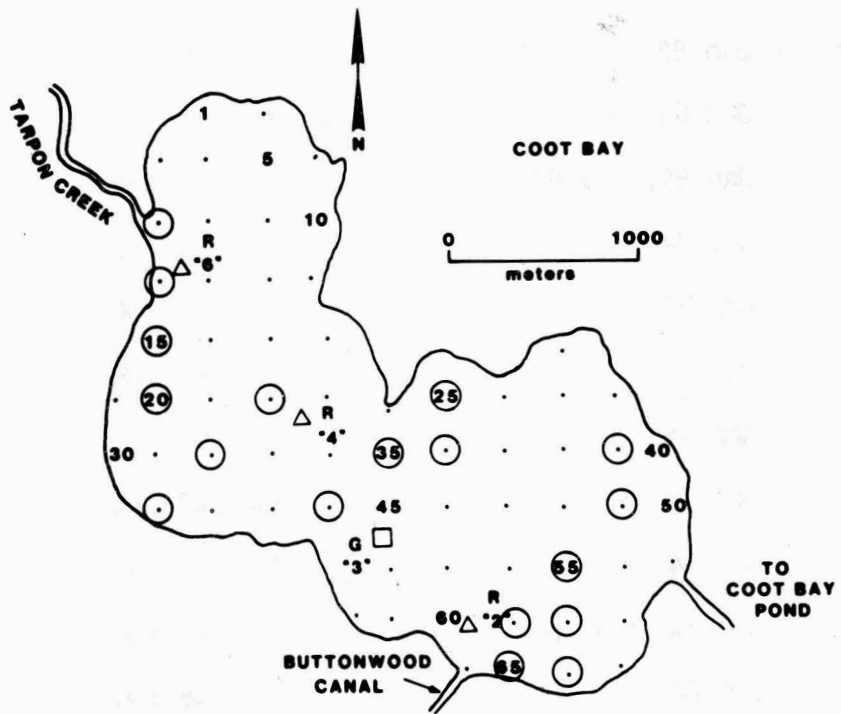 1
TARPON CREEK
N
COOT BAY
5
10
R
"6"
0 1000
meters
15
20
25
R
"4"
30
35
40
45
50
G
"3"
55
TO
COOT BAY
POND
R
60 "2"
65
BUTTONWOOD
CANAL